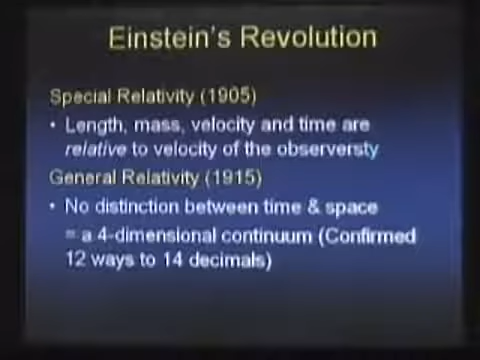 Einstein's Revolution
Special Relativity (1905)
• Length, mass, velocity and time are
relative to velocity of the observersty
General Relativity (1915)
• No distinction between time & space
= a 4-dimensional continuum (Confirmed
12 ways to 14 decimals)